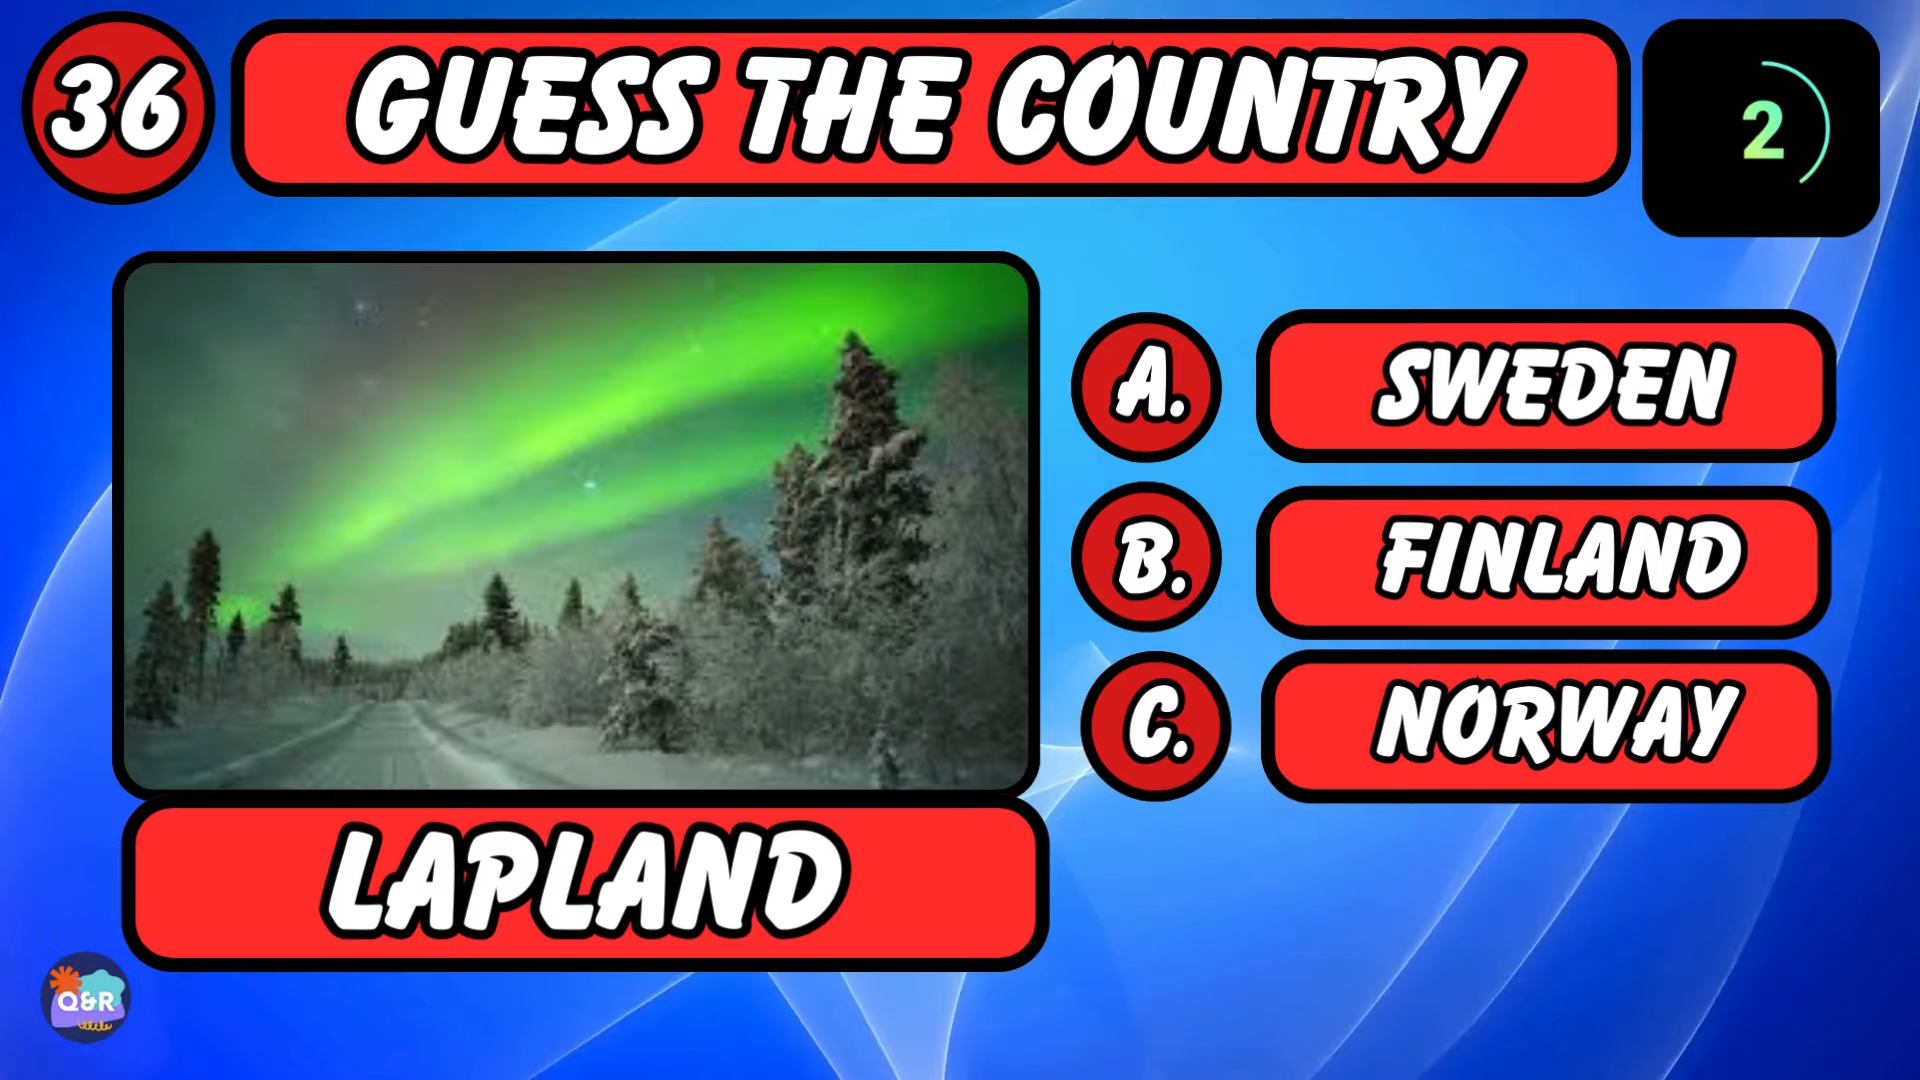 36
GUESS THE COUNTRY
2
A. SWEDEN
B. FINLAND
C. NORWAY
LAPLAND
Q&R